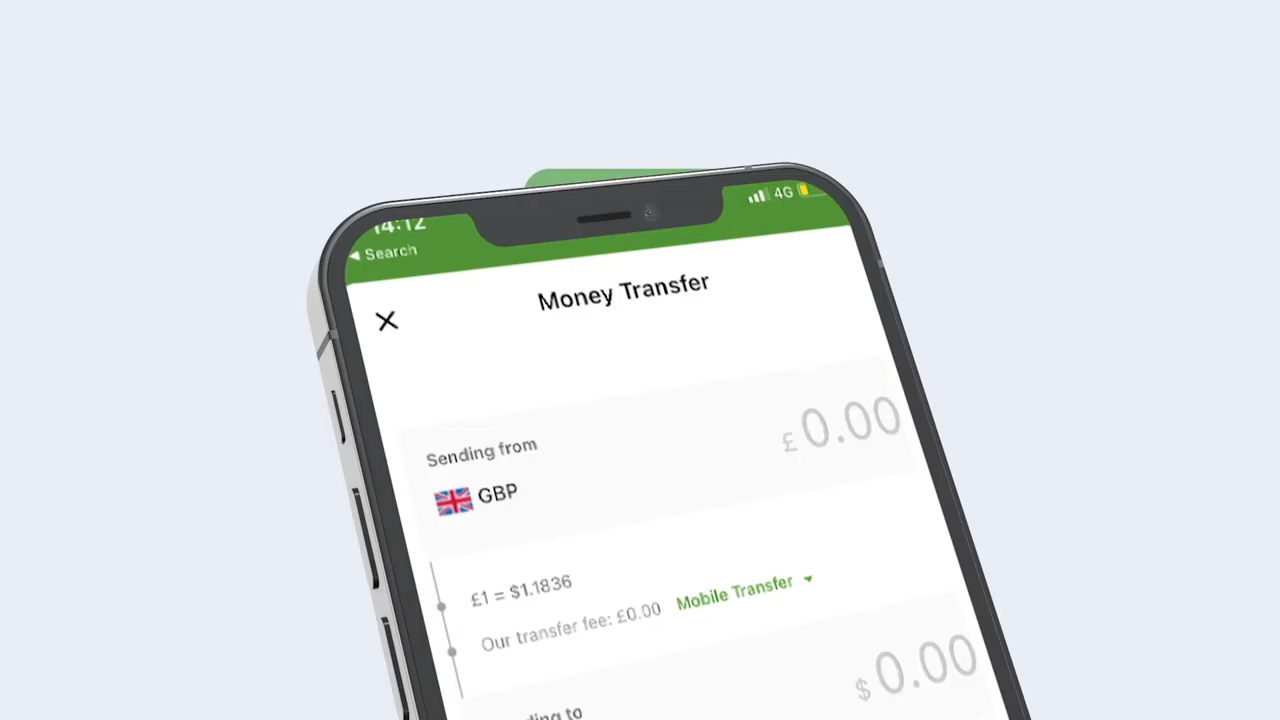 14:12
4G
◀ Search
Money Transfer
£ 0.00
Sending from
GBP
£1 = $1.1836
Our transfer fee: £0.00 Mobile Transfer
$ 0.00
to